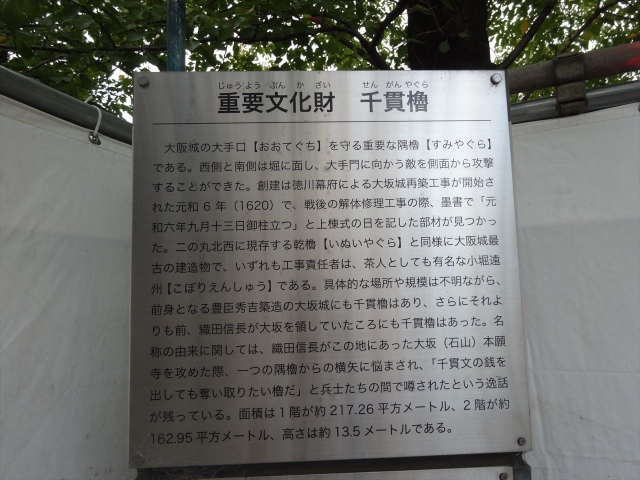 じゅうようぶんかざい せんがんやぐら
重要文化財 千貫櫓
大阪城の大手口【おおてぐち】を守る重要な隅櫓【すみやぐら】
である。西側と南側は堀に面し、大手門に向かう敵を側面から攻撃
することができた。創建は徳川幕府による大坂城再築工事が開始
された元和6年（1620）で、戦後の解体修理工事の際、墨書で「元
和六年九月十三日御柱立つ」と上棟式の日を記した部材が見つかっ
た。二の丸北西に現存する乾櫓【いぬいやぐら】と同様に大阪城最
古の建造物で、いずれも工事責任者は、茶人としても有名な小堀遠
州【こぼりえんしゅう】である。具体的な場所や規模は不明ながら、
前身となる豊臣秀吉築造の大坂城にも千貫櫓はあり、さらにそれよ
りも前、織田信長が大坂を領していたころにも千貫櫓はあった。名
称の由来に関しては、織田信長がこの地にあった大坂（石山）本願
寺を攻めた際、一つの隅櫓からの横矢に悩まされ、「千貫文の銭を
出しても奪い取りたい櫓だ」と兵士たちの間で噂されたという逸話
が残っている。面積は1階が約217.26平方メートル、2階が約
162.95平方メートル、高さは約13.5メートルである。